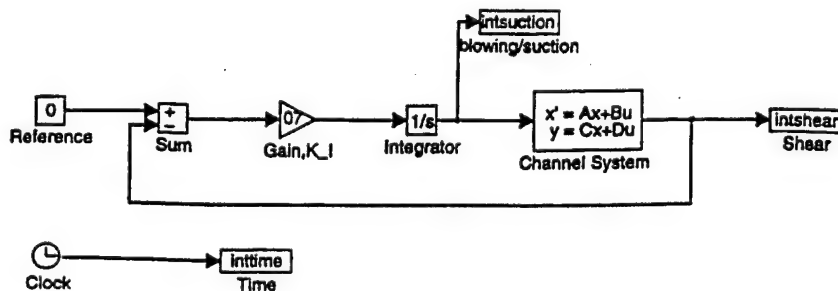 intsuction
blowing/suction
0
Reference
+
−
Sum
07
Gain,K_I
1/s
Integrator
x' = Ax+Bu
y = Cx+Du
Channel System
intshear
Shear
Clock
inttime
Time